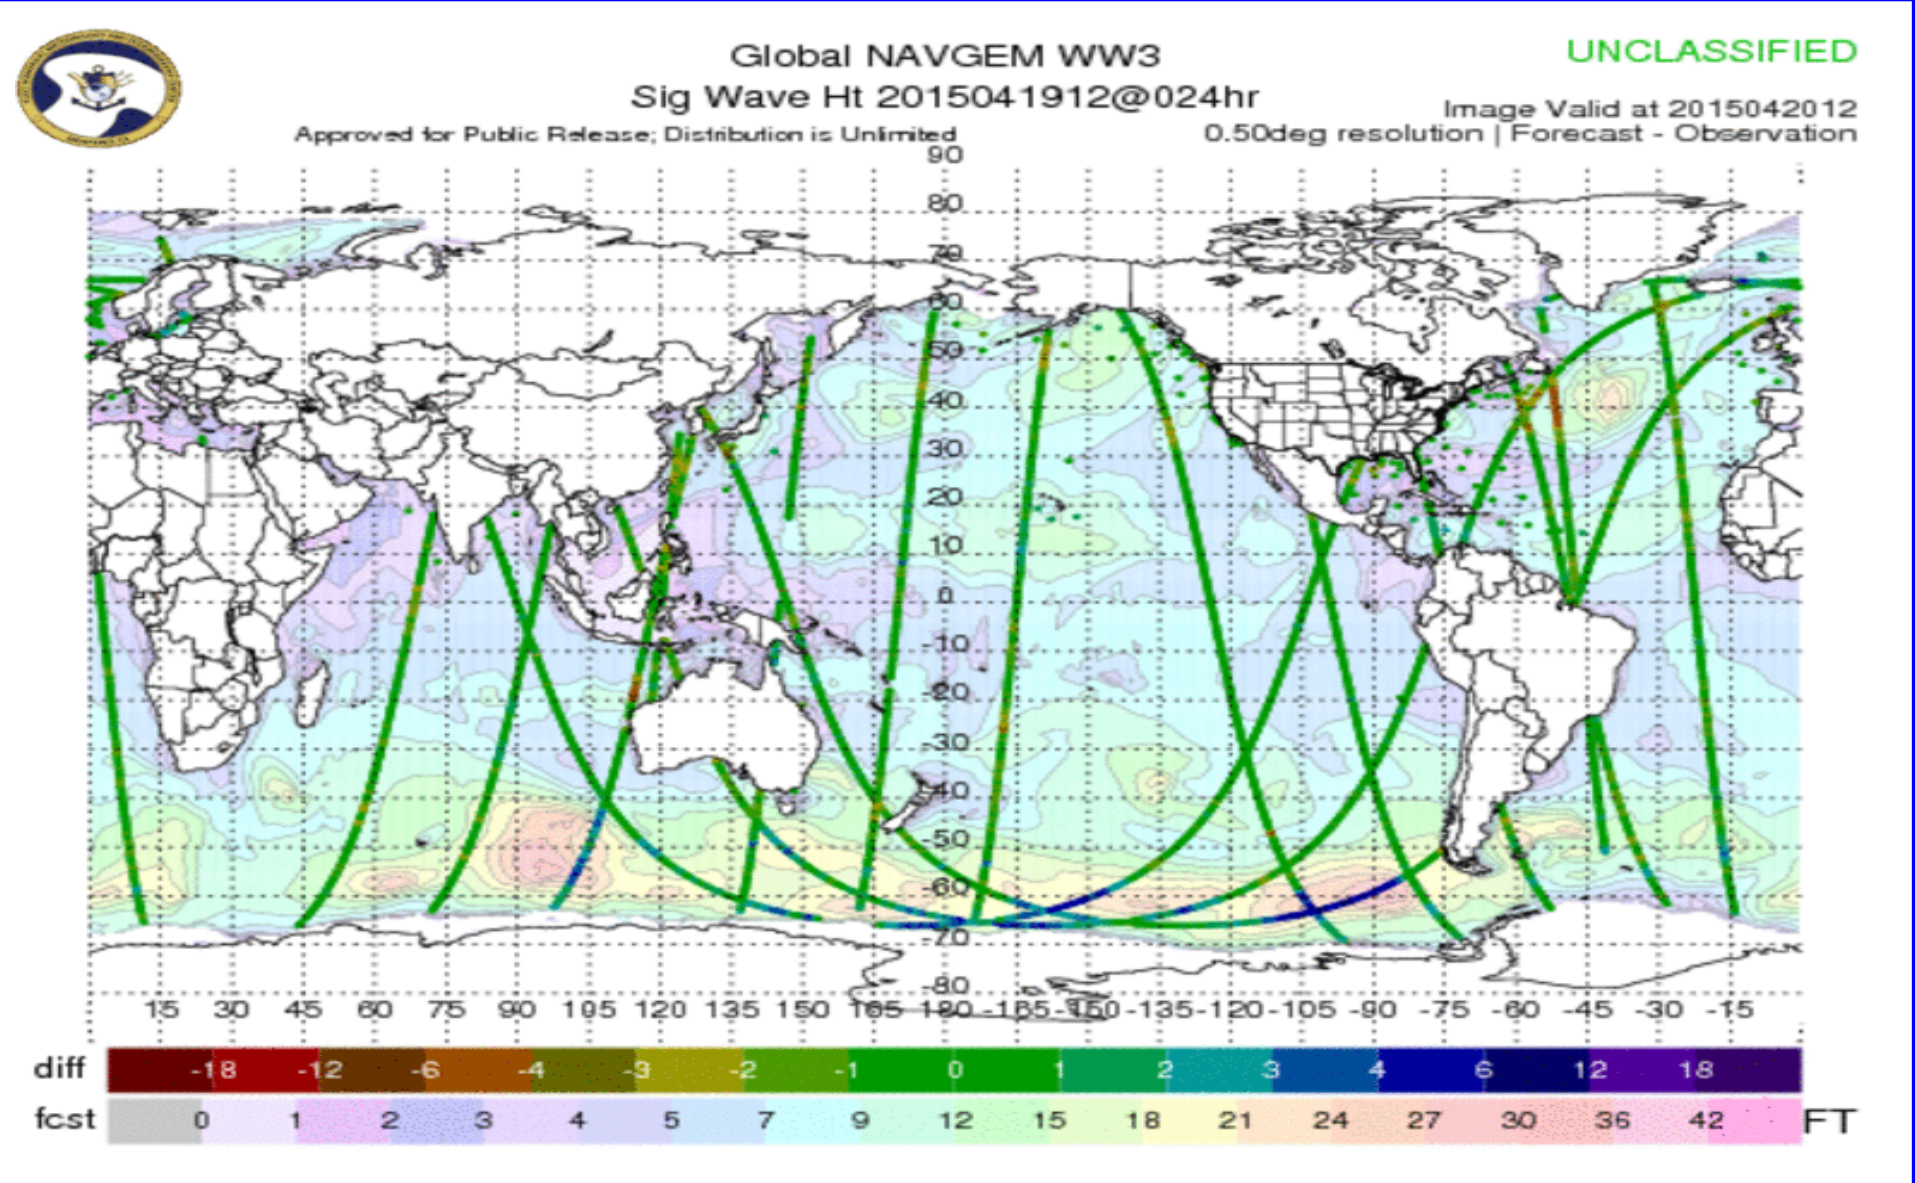 Global NAVGEM WW3
UNCLASSIFIED
Sig Wave Ht 2015041912@024hr
Image Valid at 2015042012
Approved for Public Release; Distribution is Unlimited
0.50deg resolution | Forecast - Observation
90
80
70
60
50
40
30
20
10
0
-10
-20
-30
-40
-50
-60
-70
-80
15 30 45 60 75 90 105 120 135 150 165 180 -165 -150 -135 -120 -105 -90 -75 -60 -45 -30 -15
diff -18 -12 -6 -4 -3 -2 -1 0 1 2 3 4 6 12 18
fcst 0 1 2 3 4 5 7 9 12 15 18 21 24 27 30 36 42 FT